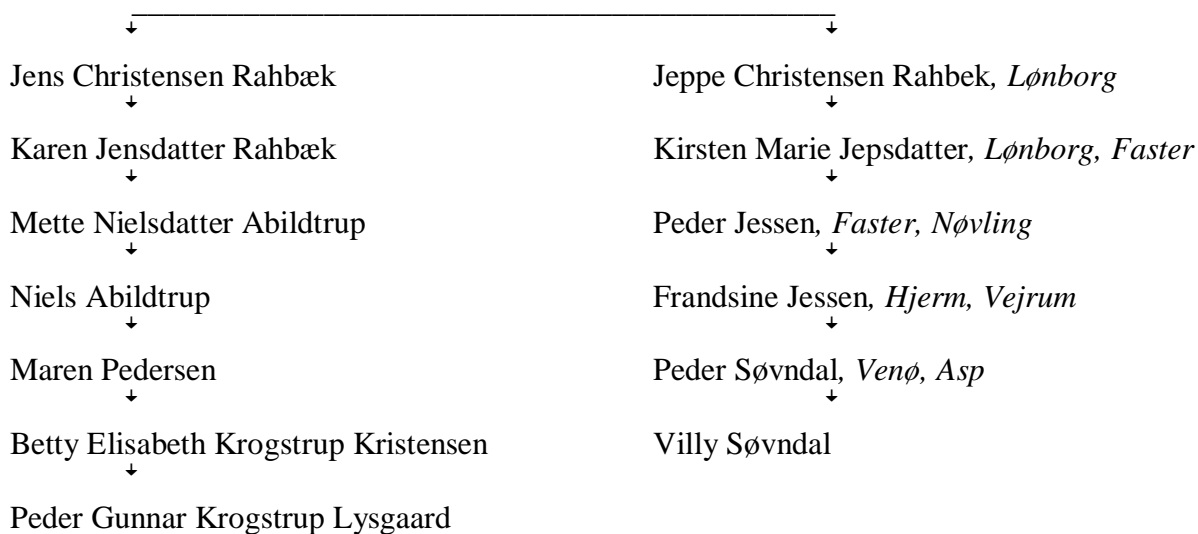 Jens Christensen Rahbæk Jeppe Christensen Rahbek, Lønborg
Karen Jensdatter Rahbæk Kirsten Marie Jepsdatter, Lønborg, Faster
Mette Nielsdatter Abildtrup Peder Jessen, Faster, Nøvling
Niels Abildtrup Frandsine Jessen, Hjerm, Vejrum
Maren Pedersen Peder Søvndal, Venø, Asp
Betty Elisabeth Krogstrup Kristensen Villy Søvndal
Peder Gunnar Krogstrup Lysgaard